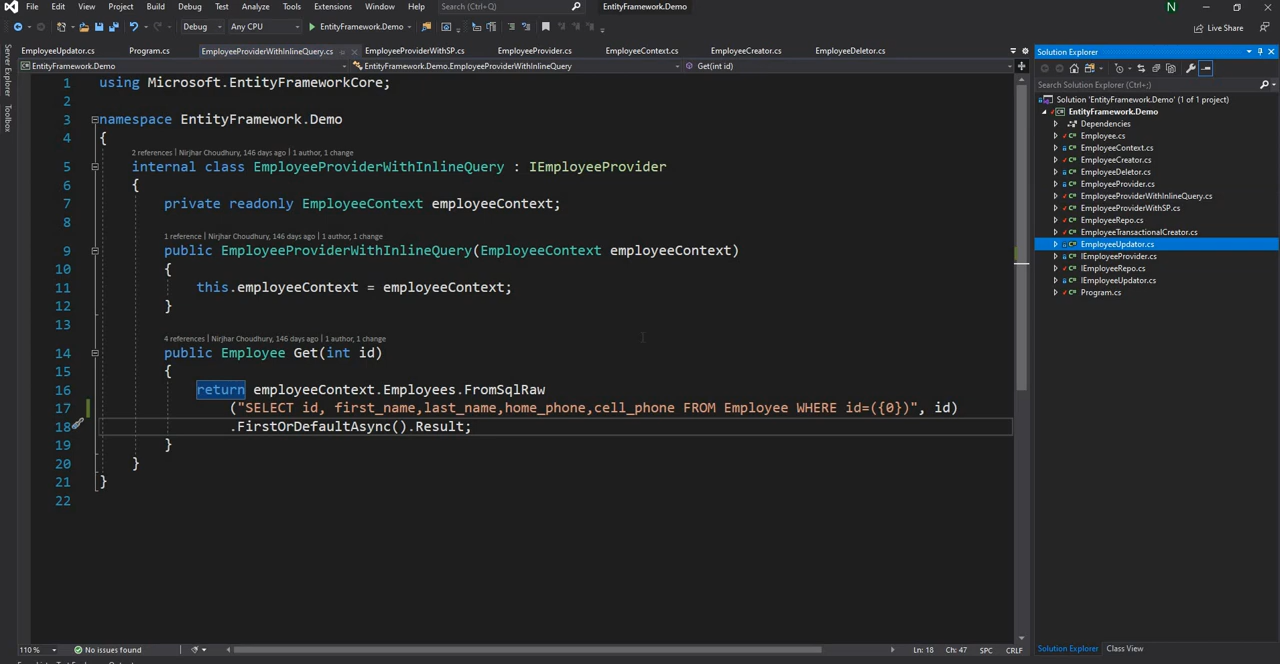 File Edit View Project Build Debug Test Analyze Tools Extensions Window Help Search (Ctrl+Q) EntityFramework.Demo N
Debug Any CPU EntityFramework.Demo Live Share
EmployeeUpdator.cs Program.cs EmployeeProviderWithInlineQuery.cs EmployeeProviderWithSP.cs EmployeeProvider.cs EmployeeContext.cs EmployeeCreator.cs EmployeeDeletor.cs
EntityFramework.Demo EntityFramework.Demo.EmployeeProviderWithInlineQuery Get(int id)
Server Explorer
Toolbox
1 using Microsoft.EntityFrameworkCore;
2
3 namespace EntityFramework.Demo
4 {
2 references | Nirjhar Choudhury, 146 days ago | 1 author, 1 change
5 internal class EmployeeProviderWithInlineQuery : IEmployeeProvider
6 {
7 private readonly EmployeeContext employeeContext;
8
1 reference | Nirjhar Choudhury, 146 days ago | 1 author, 1 change
9 public EmployeeProviderWithInlineQuery(EmployeeContext employeeContext)
10 {
11 this.employeeContext = employeeContext;
12 }
13
4 references | Nirjhar Choudhury, 146 days ago | 1 author, 1 change
14 public Employee Get(int id)
15 {
16 return employeeContext.Employees.FromSqlRaw
17 ("SELECT id, first_name,last_name,home_phone,cell_phone FROM Employee WHERE id=({0})", id)
18 .FirstOrDefaultAsync().Result;
19 }
20 }
21 }
22
110 % No issues found Ln: 18 Ch: 47 SPC CRLF
Solution Explorer
Search Solution Explorer (Ctrl+;)
Solution 'EntityFramework.Demo' (1 of 1 project)
EntityFramework.Demo
Dependencies
Employee.cs
EmployeeContext.cs
EmployeeCreator.cs
EmployeeDeletor.cs
EmployeeProvider.cs
EmployeeProviderWithInlineQuery.cs
EmployeeProviderWithSP.cs
EmployeeRepo.cs
EmployeeTransactionalCreator.cs
EmployeeUpdator.cs
IEmployeeProvider.cs
IEmployeeRepo.cs
IEmployeeUpdator.cs
Program.cs
Solution Explorer Class View